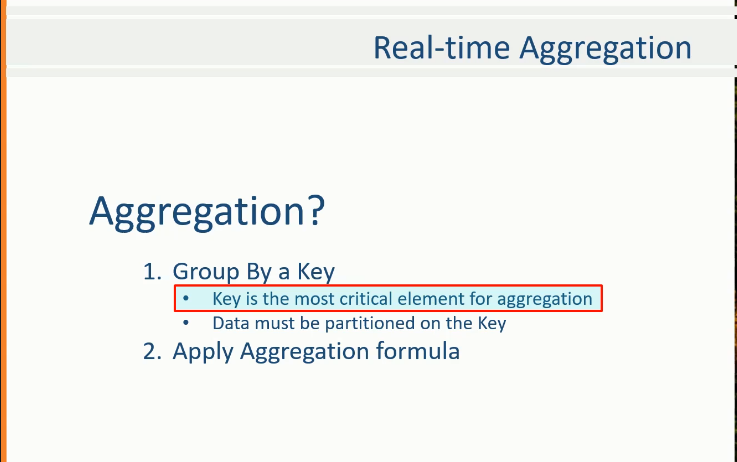 Real-time Aggregation
Aggregation?
1. Group By a Key
• Key is the most critical element for aggregation
• Data must be partitioned on the Key
2. Apply Aggregation formula